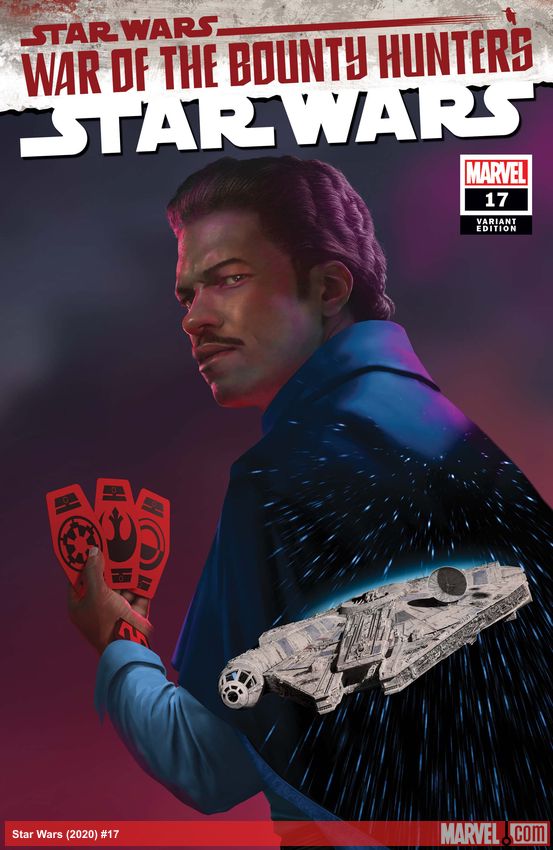 STAR WARS
WAR OF THE BOUNTY HUNTERS
STAR WARS
MARVEL
17
VARIANT
EDITION
Star Wars (2020) #17
MARVEL.com